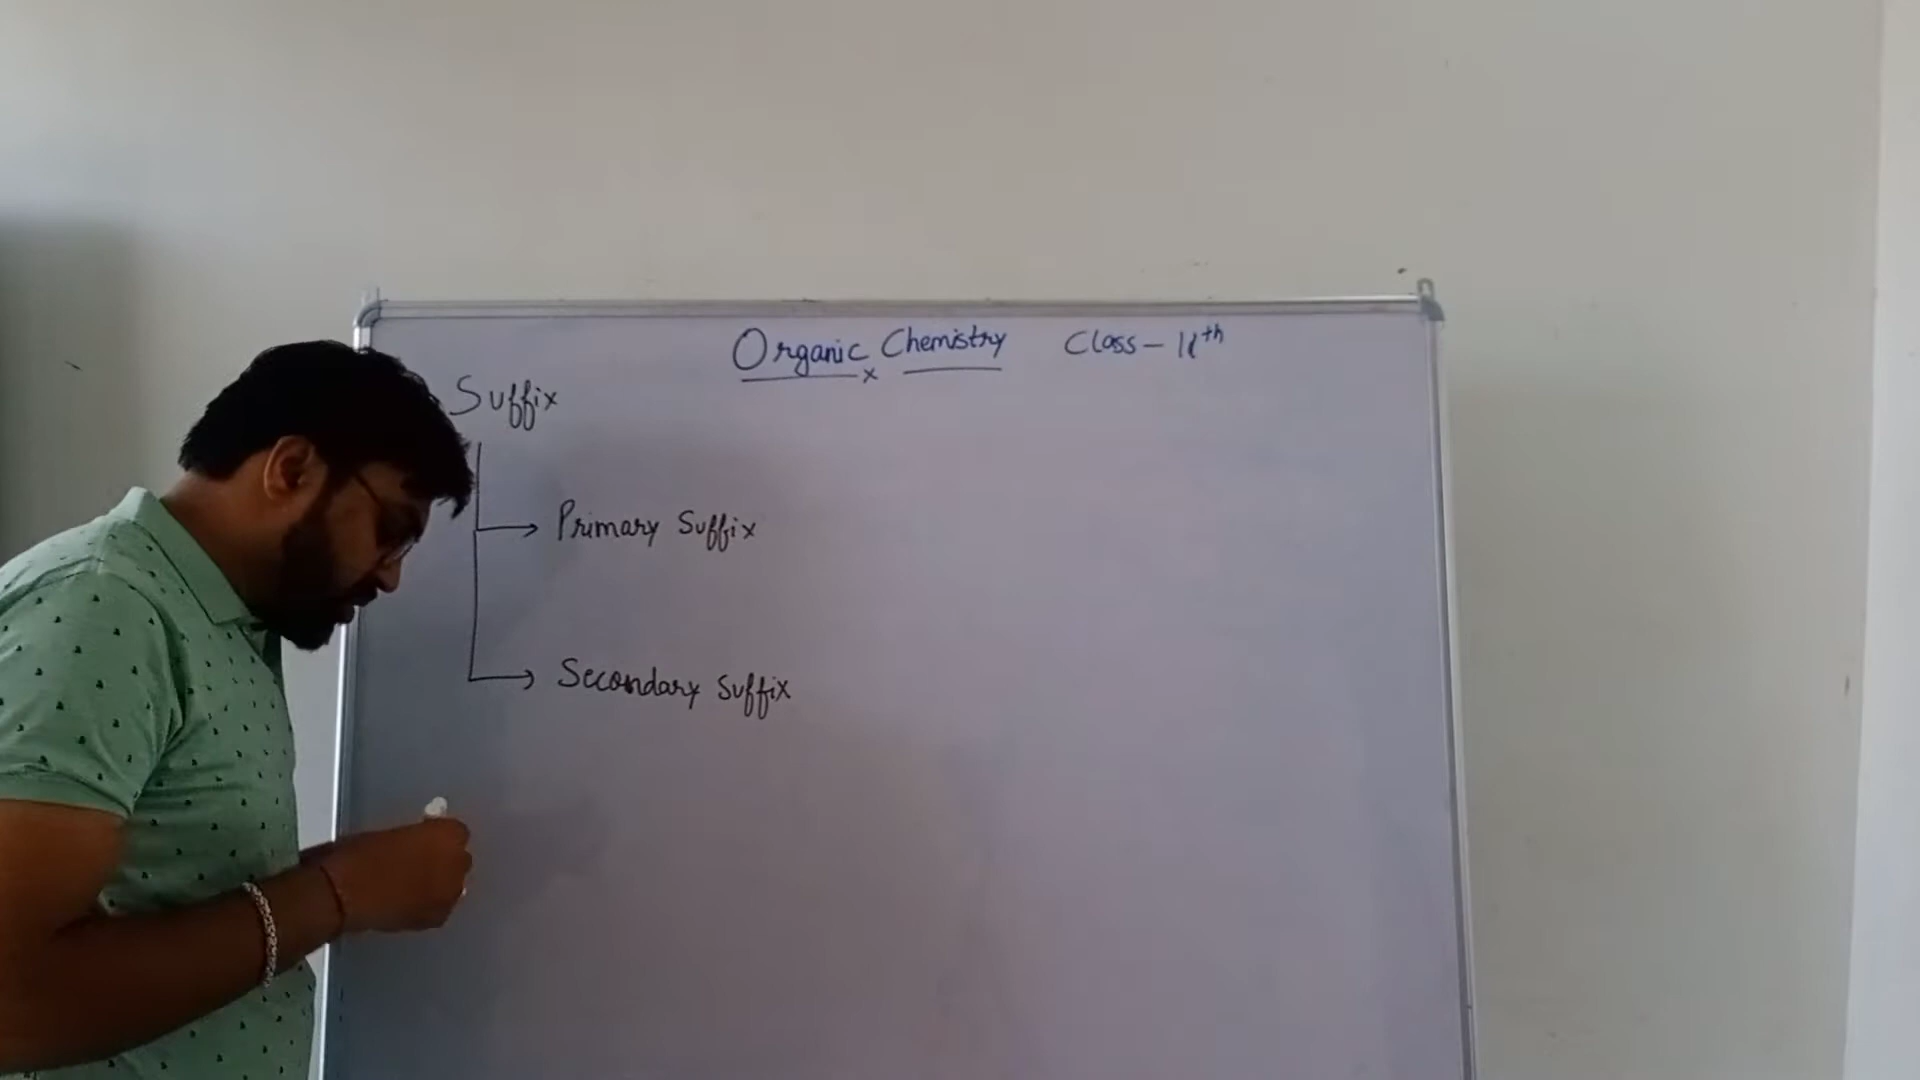 Organic Chemistry Class - 11th
Suffix
Primary Suffix
Secondary Suffix